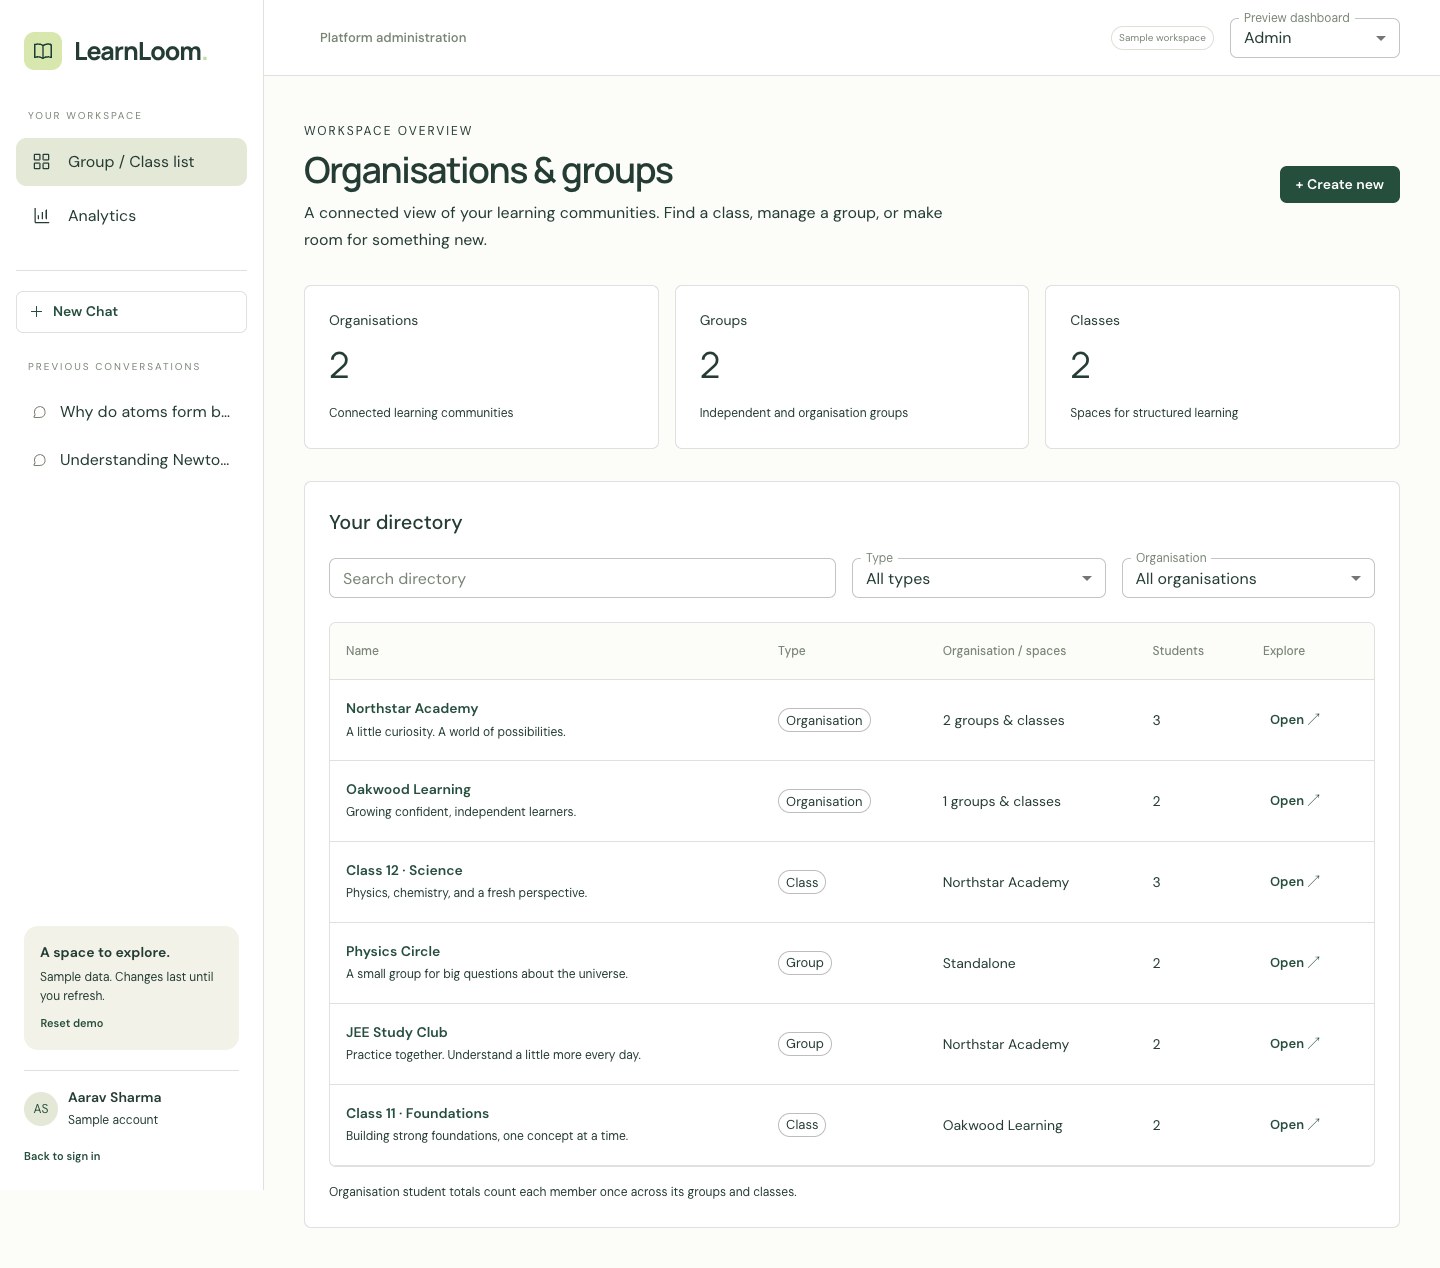 LearnLoom.
YOUR WORKSPACE
Group / Class list
Analytics
+ New Chat
PREVIOUS CONVERSATIONS
Why do atoms form b...
Understanding Newto...
A space to explore.
Sample data. Changes last until
you refresh.
Reset demo
AS
Aarav Sharma
Sample account
Back to sign in
Platform administration
Sample workspace
Preview dashboard
Admin
WORKSPACE OVERVIEW
Organisations & groups
A connected view of your learning communities. Find a class, manage a group, or make
room for something new.
+ Create new
Organisations
2
Connected learning communities
Groups
2
Independent and organisation groups
Classes
2
Spaces for structured learning
Your directory
Search directory
Type
All types
Organisation
All organisations
Name Type Organisation / spaces Students Explore
Northstar Academy
A little curiosity. A world of possibilities.
Organisation 2 groups & classes 3 Open ↗
Oakwood Learning
Growing confident, independent learners.
Organisation 1 groups & classes 2 Open ↗
Class 12 · Science
Physics, chemistry, and a fresh perspective.
Class Northstar Academy 3 Open ↗
Physics Circle
A small group for big questions about the universe.
Group Standalone 2 Open ↗
JEE Study Club
Practice together. Understand a little more every day.
Group Northstar Academy 2 Open ↗
Class 11 · Foundations
Building strong foundations, one concept at a time.
Class Oakwood Learning 2 Open ↗
Organisation student totals count each member once across its groups and classes.